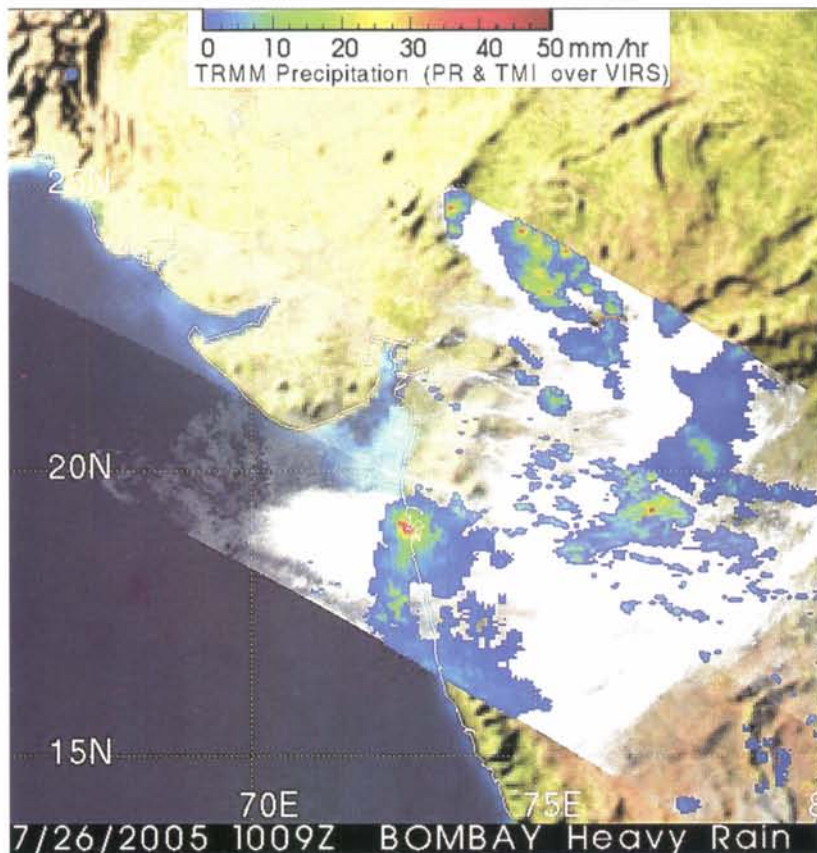 0 10 20 30 40 50 mm/hr
TRMM Precipitation (PR & TMI over VIRS)
25N
20N
15N
70E 75E 8
7/26/2005 1009Z BOMBAY Heavy Rain